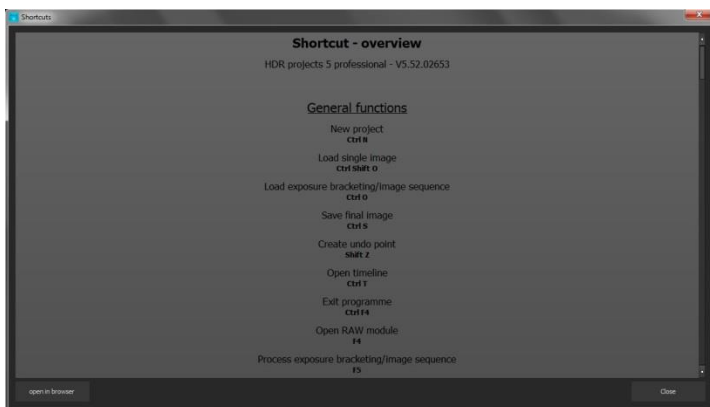 Shortcuts
Shortcut - overview
HDR projects 5 professional - V5.52.02653
General functions
New project
Ctrl N
Load single image
Ctrl Shift O
Load exposure bracketing/image sequence
Ctrl O
Save final image
Ctrl S
Create undo point
Shift Z
Open timeline
Ctrl T
Exit programme
Ctrl F4
Open RAW module
F4
Process exposure bracketing/image sequence
F5
open in browser
Close